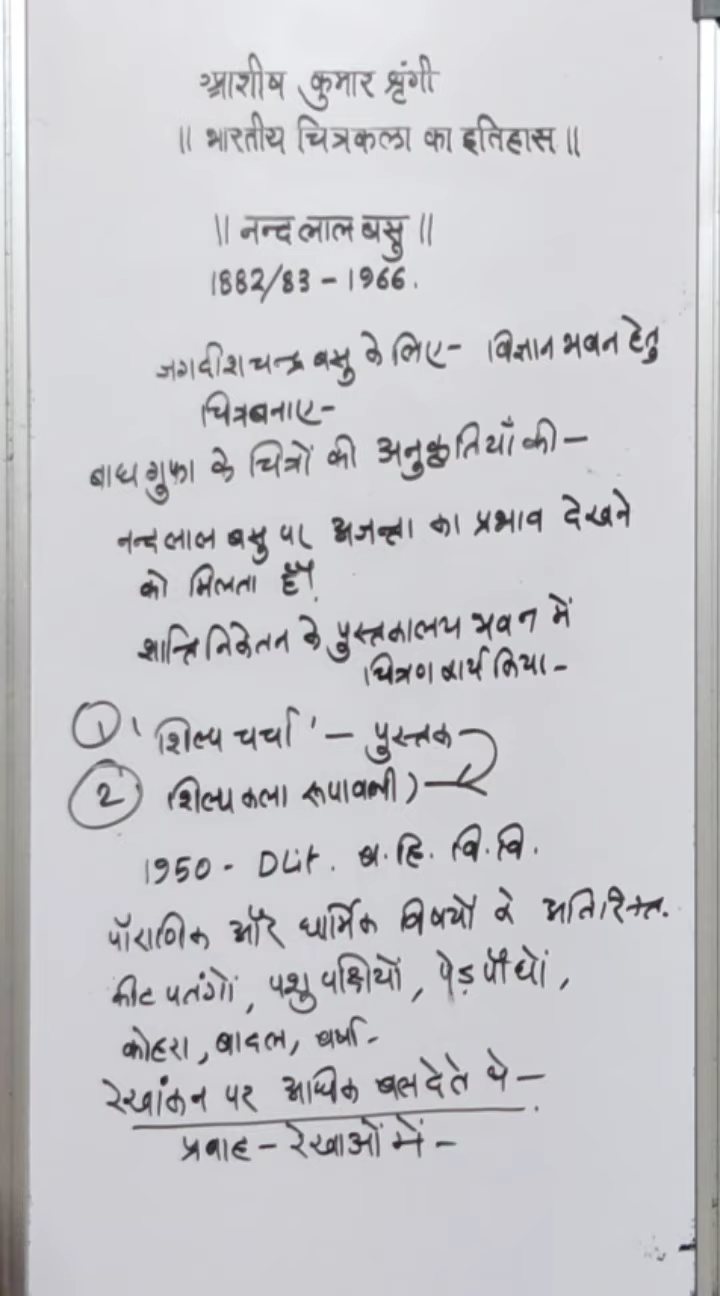 आशीष कुमार श्रृंगी
॥ भारतीय चित्रकला का इतिहास ॥
॥ नन्दलाल बसु ॥
1882/83 - 1966.
जगदीश चन्द्र बसु के लिए - विज्ञान भवन हेतु
चित्र बनाए -
बाघ गुफा के चित्रों की अनुकृतियाँ की -
नन्दलाल बसु पर अजन्ता का प्रभाव देखने
को मिलता है।
शान्तिनिकेतन के पुस्तकालय भवन में
चित्रण कार्य किया -
① 'शिल्प चर्चा' - पुस्तक
② शिल्प कला रूपावली)
1950 - DLit. ब. हि. वि. वि.
पौराणिक और धार्मिक विषयों के अतिरिक्त.
कीट पतंगों, पशु पक्षियों, पेड़ पौधों,
कोहरा, बादल, वर्षा -
रेखांकन पर अधिक बल देते थे -
प्रवाह - रेखाओं में -